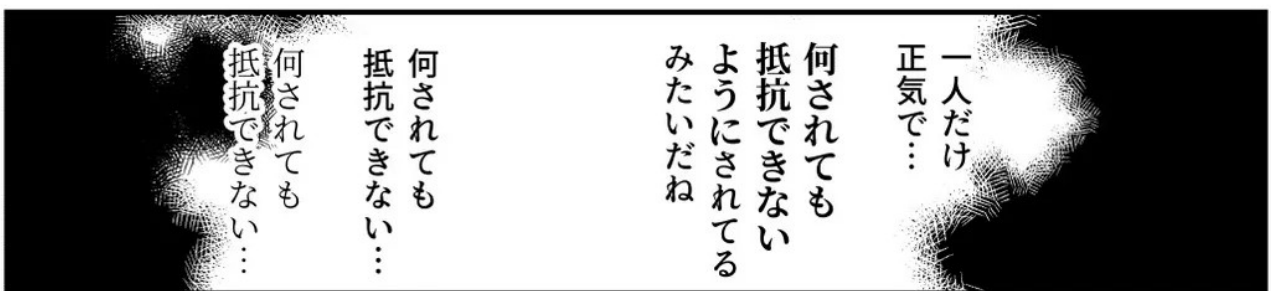 一人だけ
正気で…
何されても
抵抗できない
ようにされてる
みたいだね
何されても
抵抗できない…
何されても
抵抗できない…